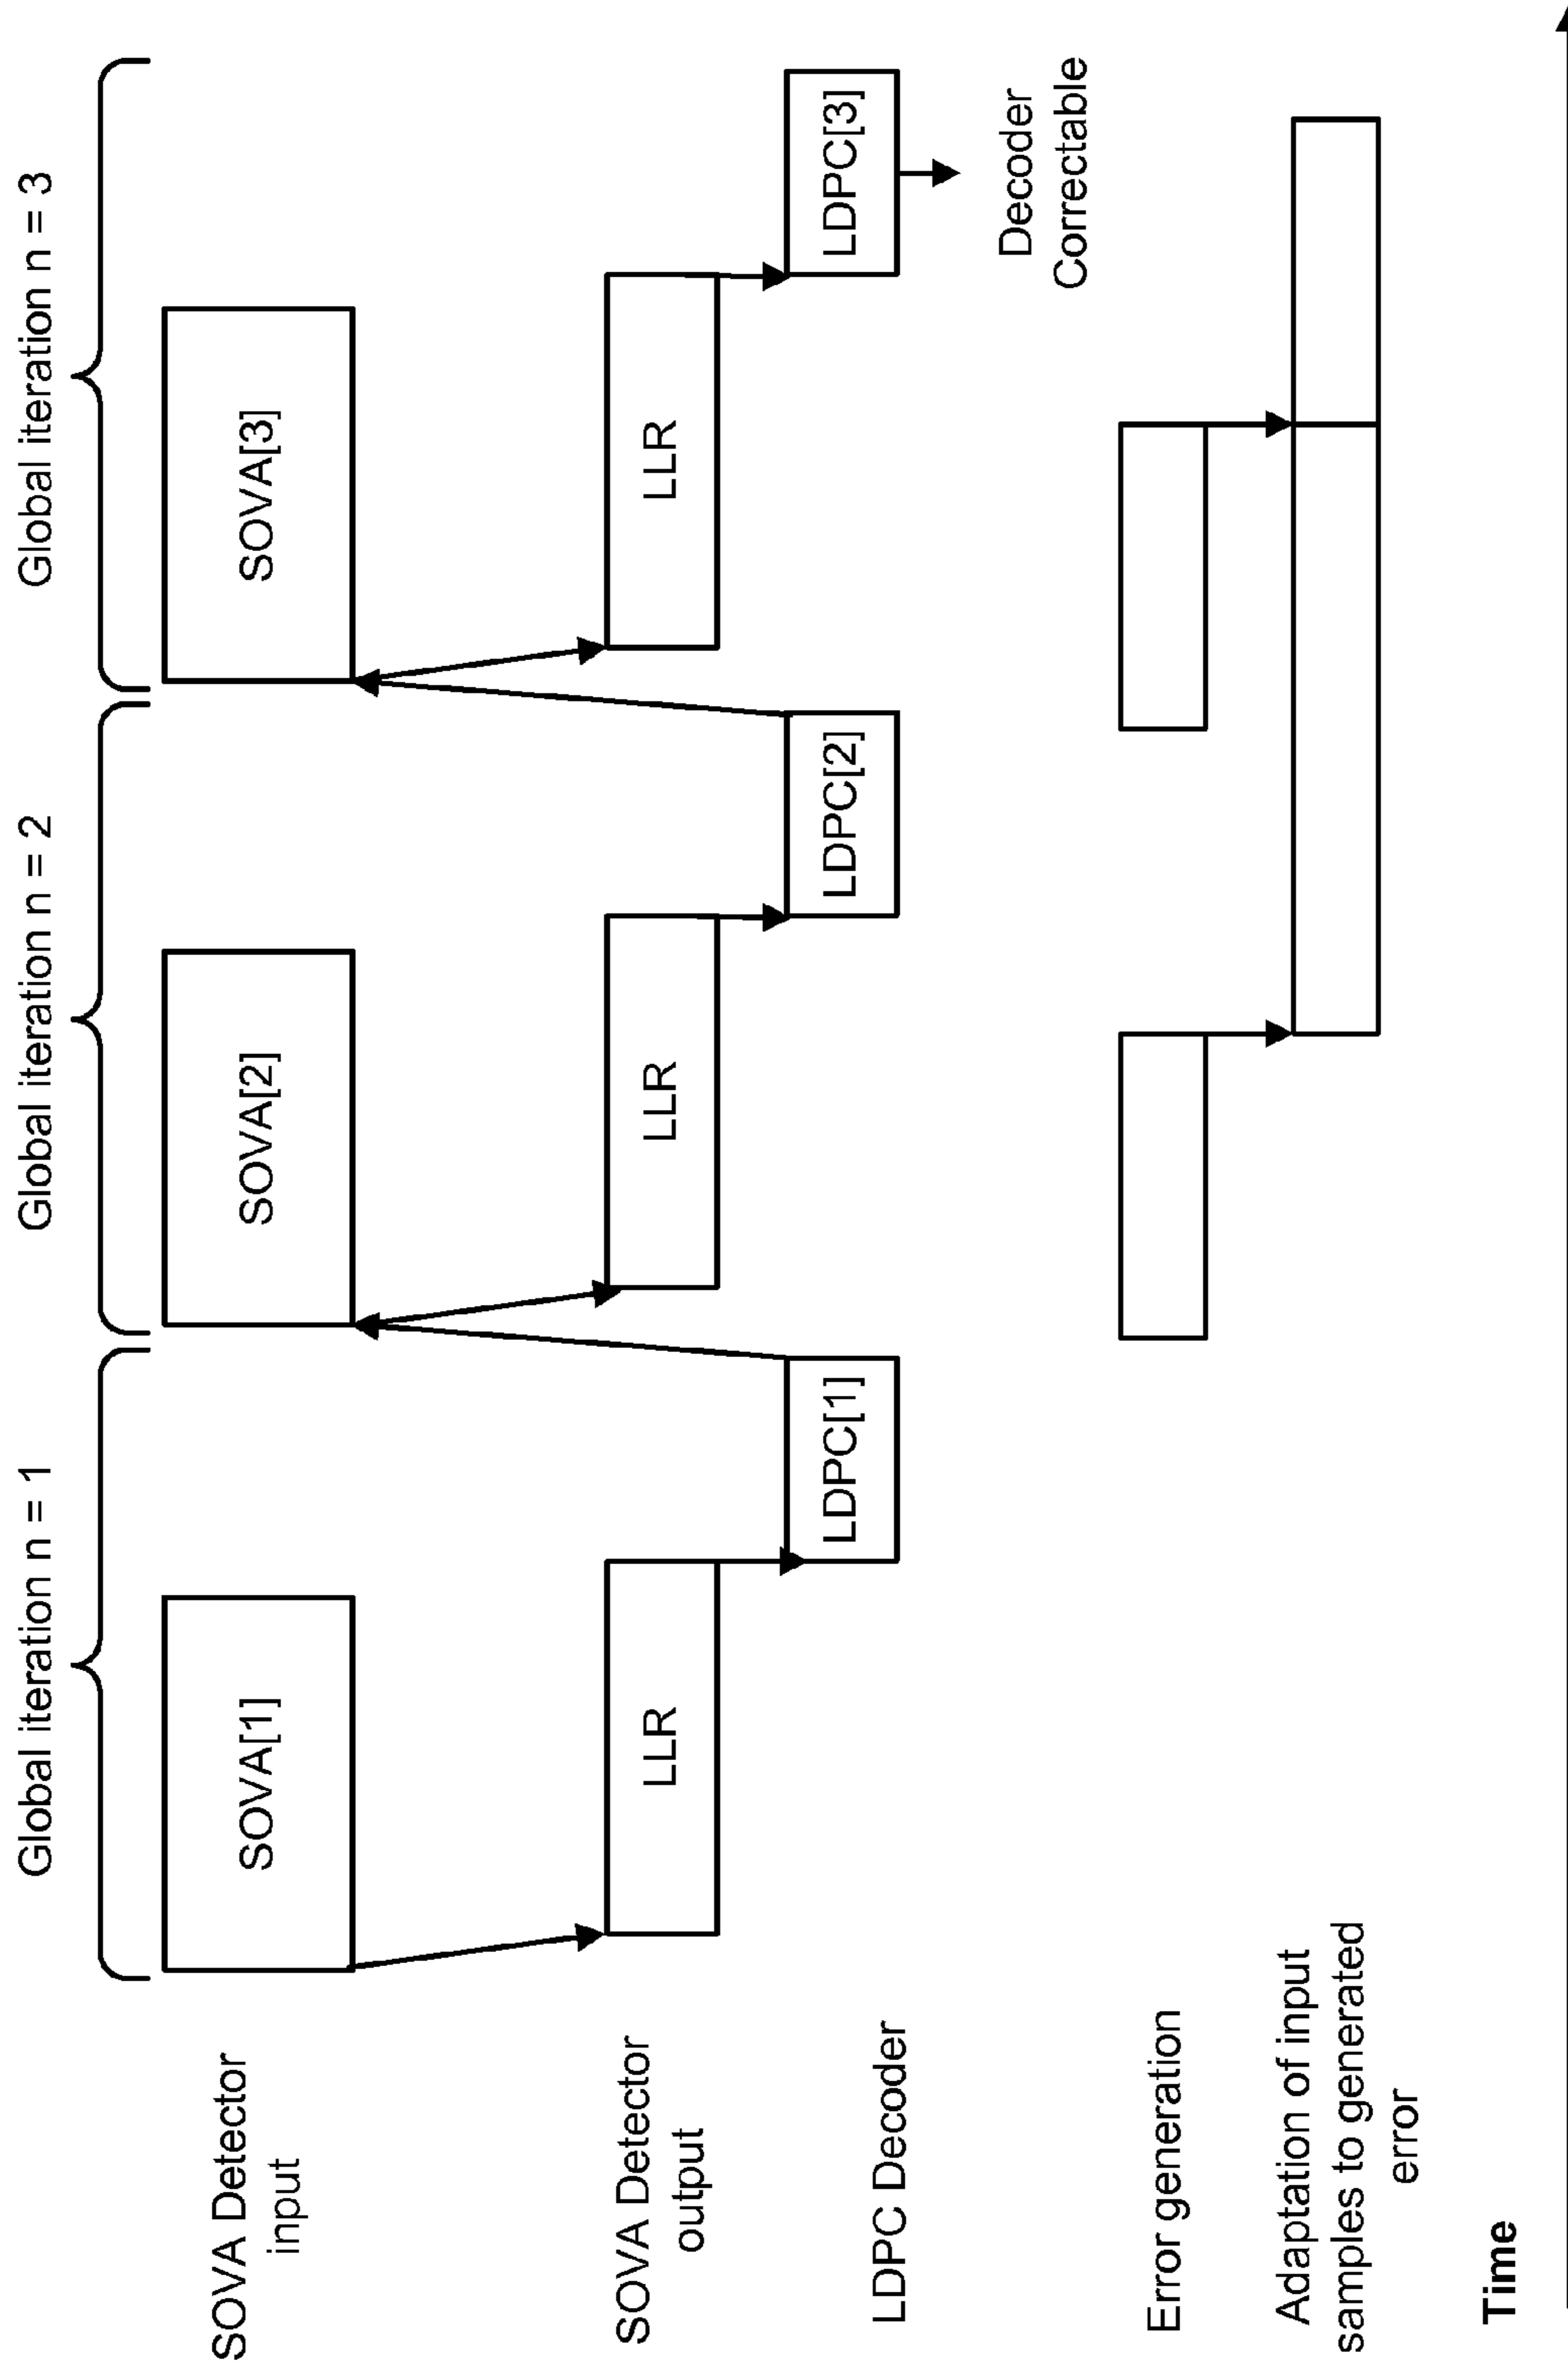 Global iteration n = 1
Global iteration n = 2
Global iteration n = 3
SOVA Detector
input
SOVA[1]
SOVA[2]
SOVA[3]
SOVA Detector
output
LLR
LLR
LLR
LDPC Decoder
LDPC[1]
LDPC[2]
LDPC[3]
Decoder
Correctable
Error generation
Adaptation of input
samples to generated
error
Time